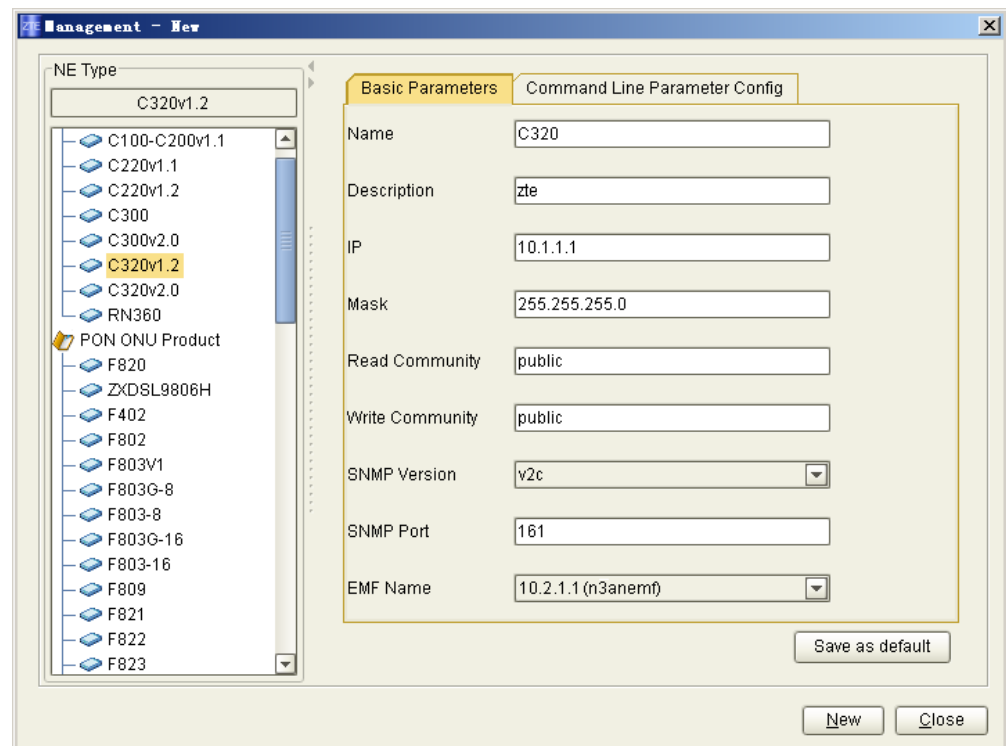 ZTE Management - New
NE Type
C320v1.2
C100-C200v1.1
C220v1.1
C220v1.2
C300
C300v2.0
C320v1.2
C320v2.0
RN360
PON ONU Product
F820
ZXDSL9806H
F402
F802
F803V1
F803G-8
F803-8
F803G-16
F803-16
F809
F821
F822
F823
Basic Parameters
Command Line Parameter Config
Name C320
Description zte
IP 10.1.1.1
Mask 255.255.255.0
Read Community public
Write Community public
SNMP Version v2c
SNMP Port 161
EMF Name 10.2.1.1(n3anemf)
Save as default
New
Close